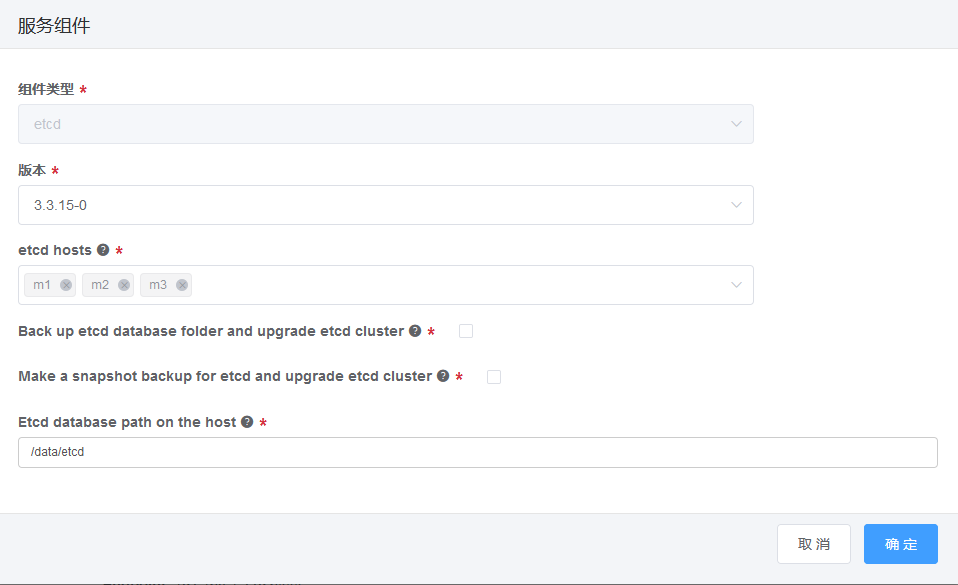 服务组件
组件类型 *
etcd
版本 *
3.3.15-0
etcd hosts ? *
m1 m2 m3
Back up etcd database folder and upgrade etcd cluster ? *
Make a snapshot backup for etcd and upgrade etcd cluster ? *
Etcd database path on the host ? *
/data/etcd
取消 确定